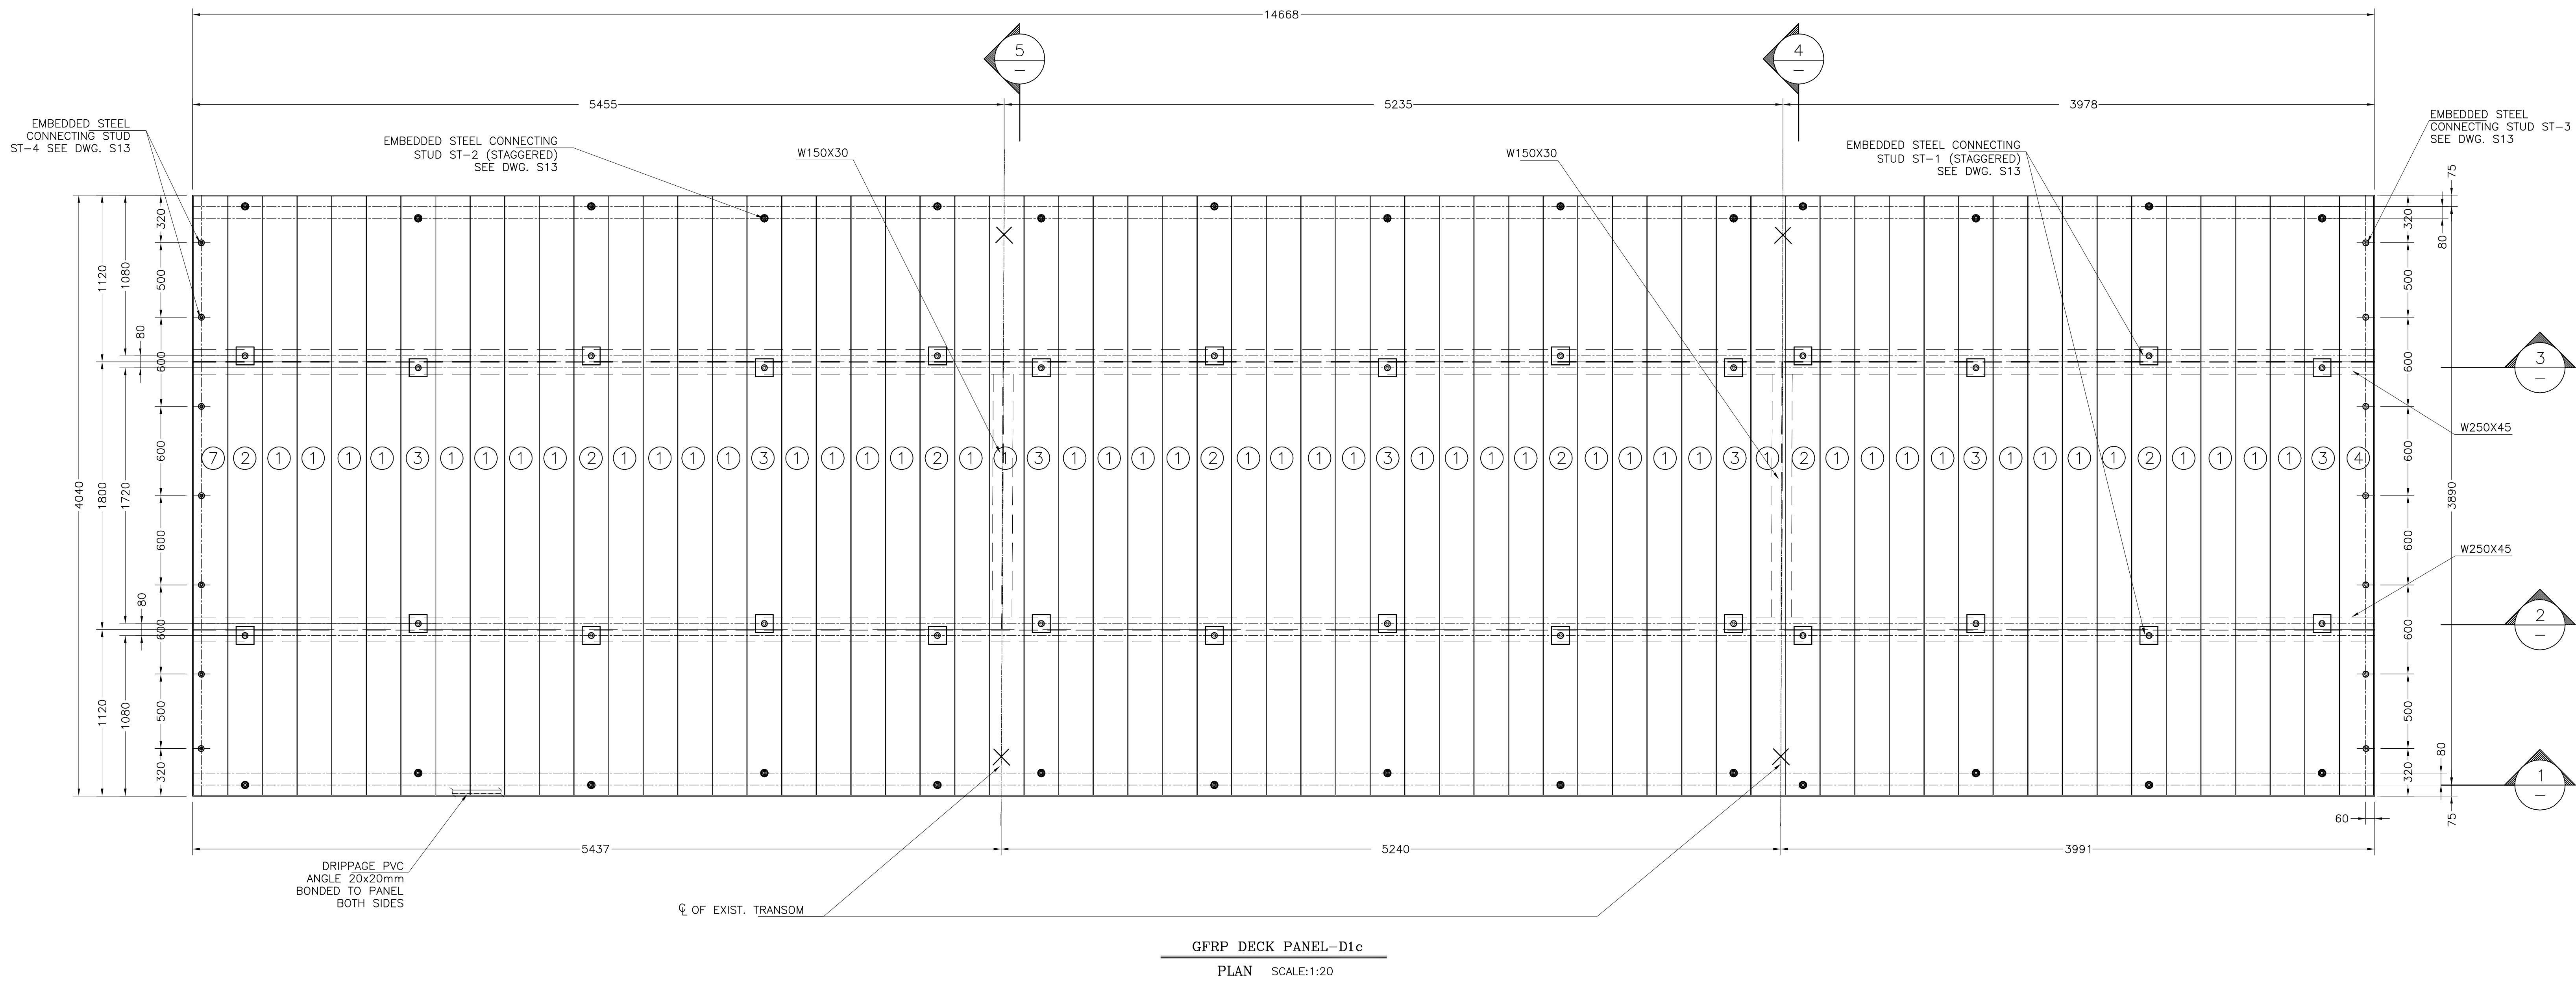 14668
5
–
4
–
5455
5235
3978
EMBEDDED STEEL
CONNECTING STUD
ST–4 SEE DWG. S13
EMBEDDED STEEL CONNECTING
STUD ST–2 (STAGGERED)
SEE DWG. S13
W150X30
W150X30
EMBEDDED STEEL CONNECTING
STUD ST–1 (STAGGERED)
SEE DWG. S13
EMBEDDED STEEL
CONNECTING STUD ST–3
SEE DWG. S13
4040
1120
1800
1120
1080
1720
1080
80
80
320
500
600
600
600
600
500
320
7 2 1 1 1 1 3 1 1 1 1 2 1 1 1 1 3 1 1 1 1 2 1 1 3 1 1 1 1 2 1 1 1 1 3 1 1 1 1 2 1 1 1 1 3 1 2 1 1 1 1 3 1 1 1 1 2 1 1 1 1 3 4
320
500
600
600
600
600
500
320
80
80
75
3890
75
60
W250X45
W250X45
3
–
2
–
1
–
5437
5240
3991
DRIPPAGE PVC
ANGLE 20x20mm
BONDED TO PANEL
BOTH SIDES
℄ OF EXIST. TRANSOM
GFRP DECK PANEL–D1c
PLAN SCALE:1:20